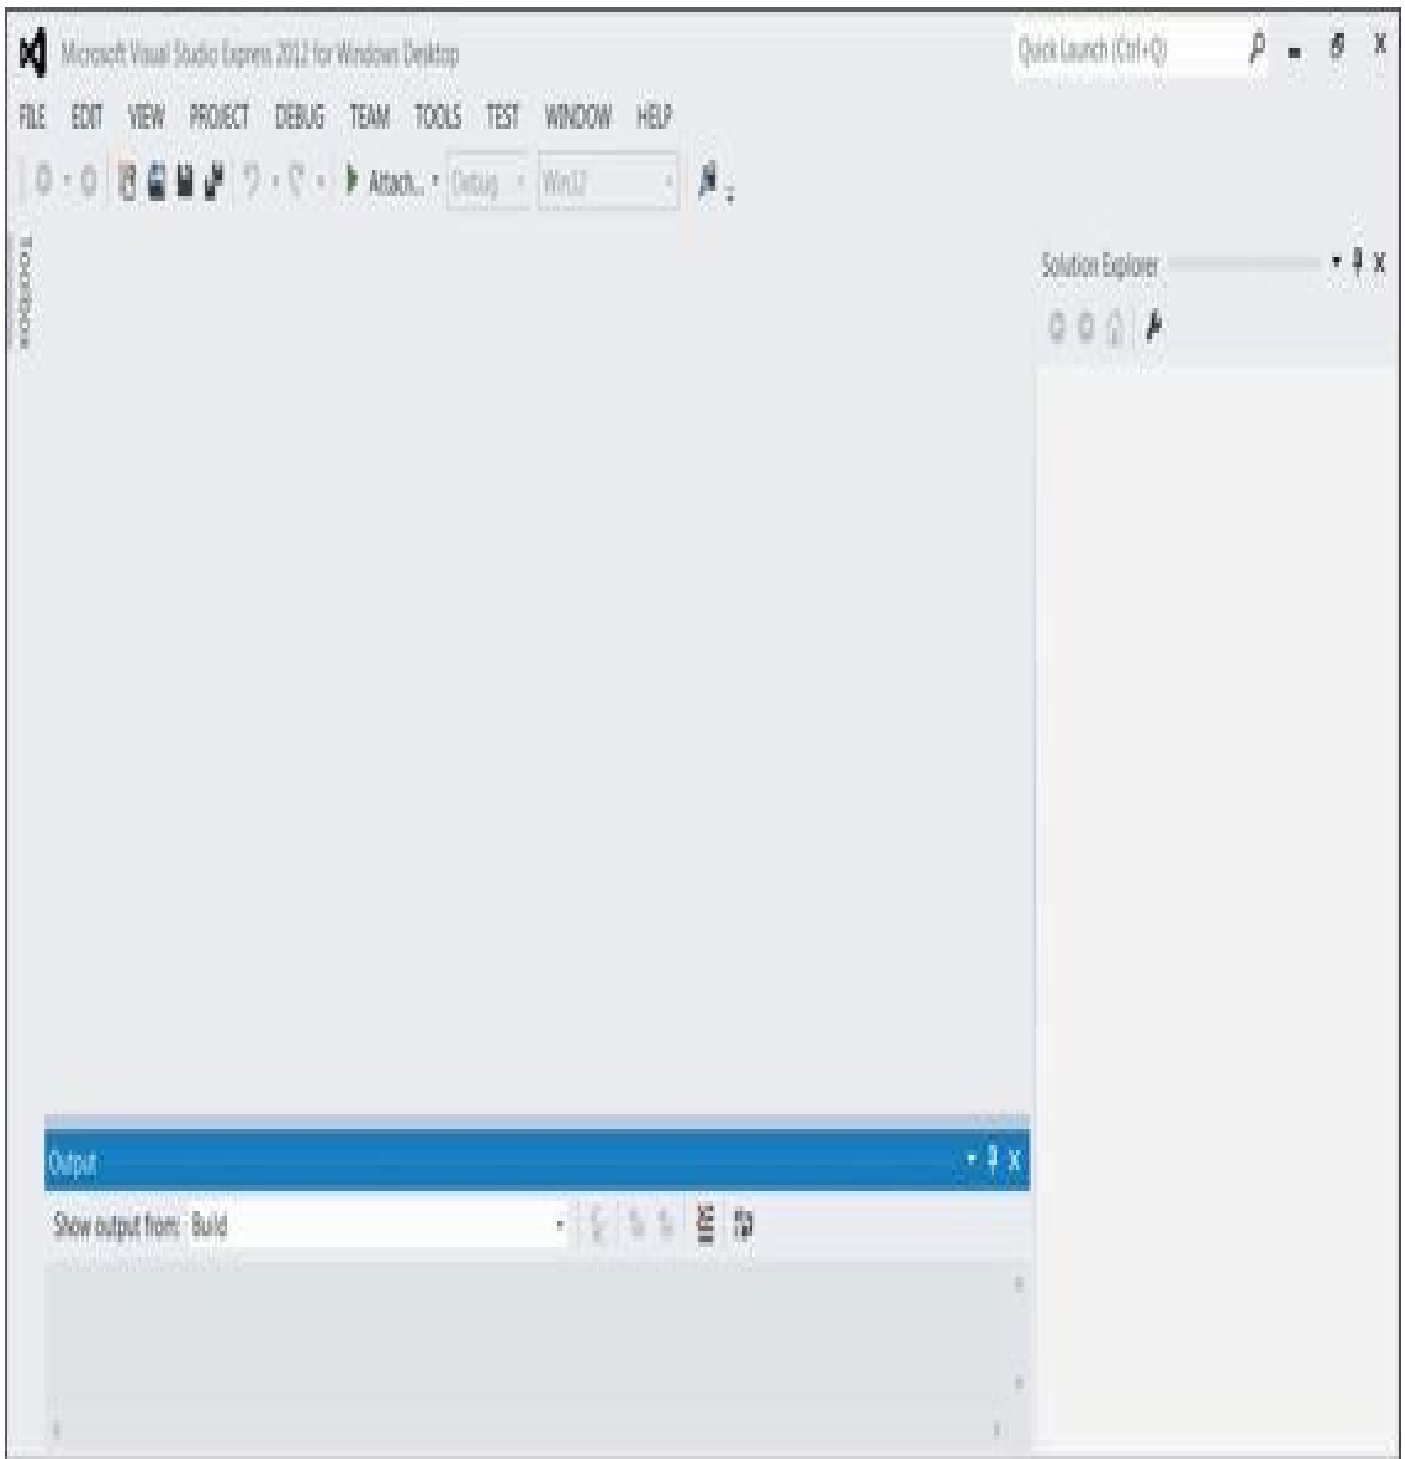 Microsoft Visual Studio Express 2012 for Windows Desktop
Quick Launch (Ctrl+Q)
FILE EDIT VIEW PROJECT DEBUG TEAM TOOLS TEST WINDOW HELP
Attach... Debug Win32
Toolbox
Solution Explorer
Output
Show output from: Build